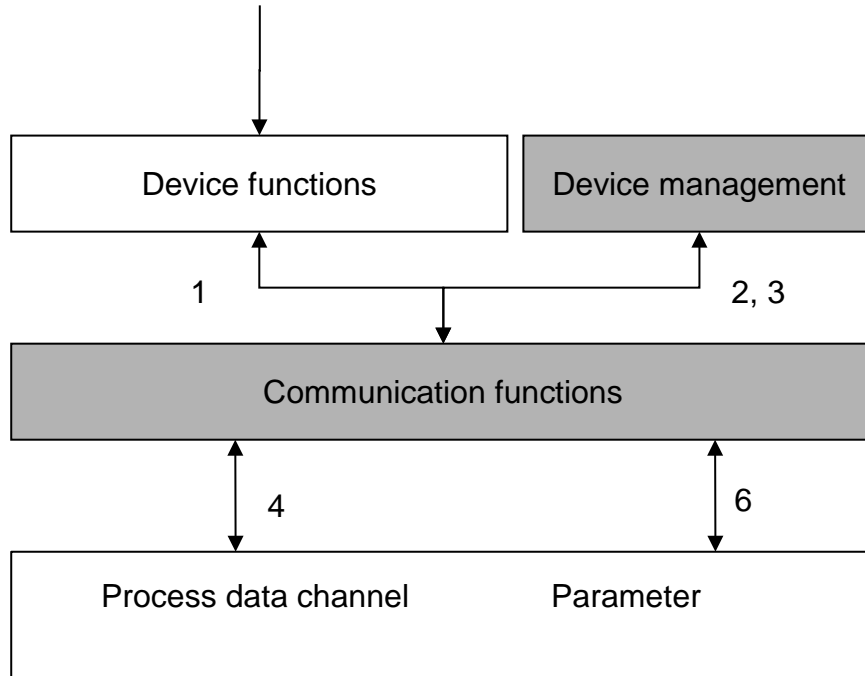 Device functions
Device management
1
2, 3
Communication functions
4
6
Process data channel
Parameter